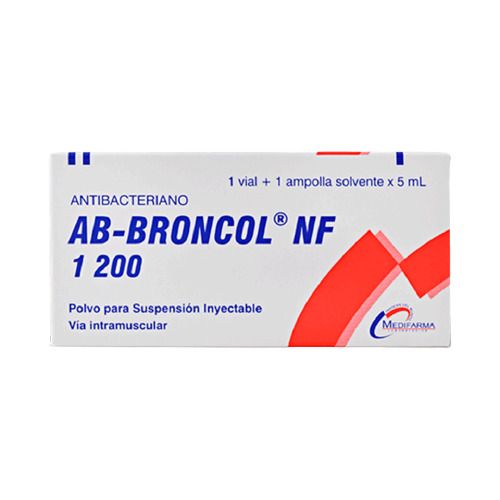 1 vial + 1 ampolla solvente x 5 mL
ANTIBACTERIANO
AB-BRONCOL® NF
1 200
Polvo para Suspensión Inyectable
Vía intramuscular
MEDIFARMA